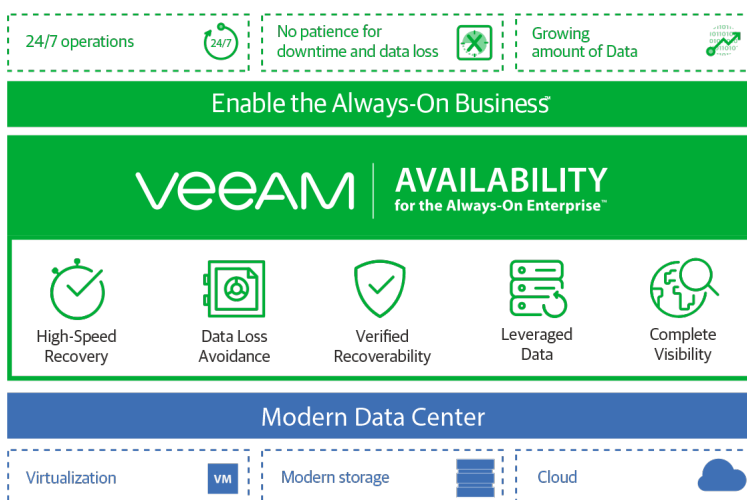 24/7 operations
24/7
No patience for
downtime and data loss
Growing
amount of Data
Enable the Always-On Business℠
veeAM
AVAILABILITY
for the Always-On Enterprise™
High-Speed
Recovery
Data Loss
Avoidance
Verified
Recoverability
Leveraged
Data
Complete
Visibility
Modern Data Center
Virtualization
VM
Modern storage
Cloud